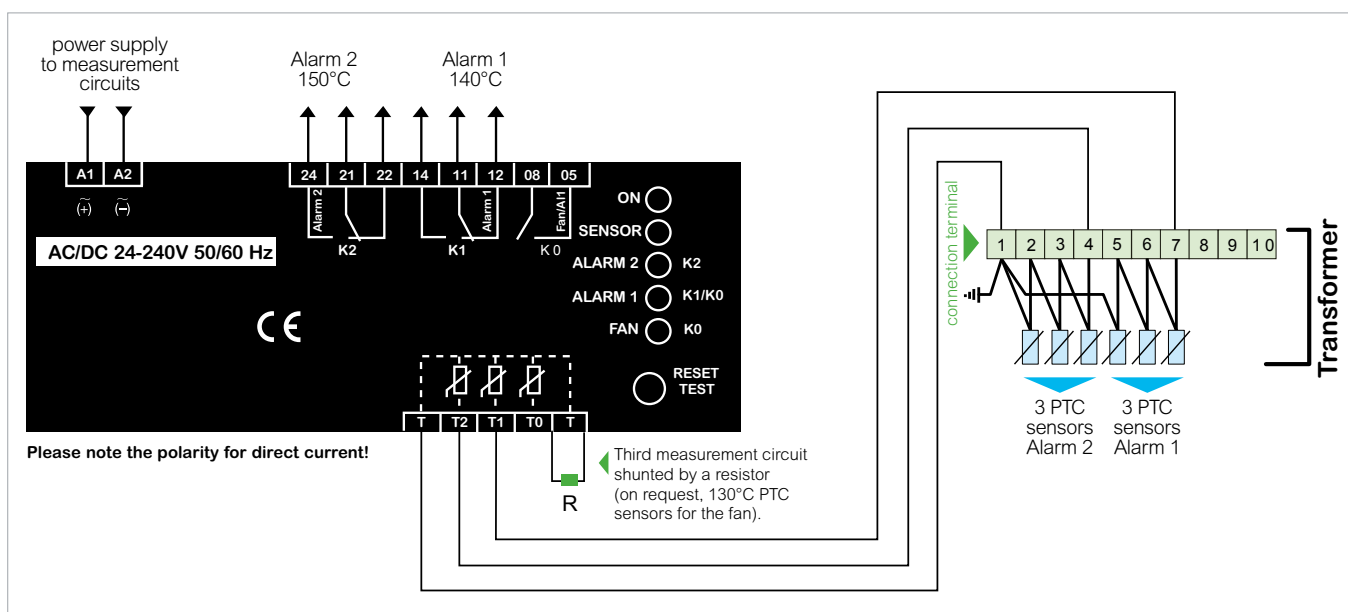 power supply
to measurement
circuits
Alarm 2
150°C
Alarm 1
140°C
A1 A2
(+) (-)
24 21 22 14 11 12 08 05
Alarm 2
Alarm 1
Fan/Al1
K2
K1
K 0
AC/DC 24-240V 50/60 Hz
ON
SENSOR
ALARM 2 K2
ALARM 1 K1/K0
FAN K0
RESET
TEST
CE
T T2 T1 T0 T
Please note the polarity for direct current!
R
Third measurement circuit
shunted by a resistor
(on request, 130°C PTC
sensors for the fan).
connection terminal
1 2 3 4 5 6 7 8 9 10
Transformer
3 PTC
sensors
Alarm 2
3 PTC
sensors
Alarm 1